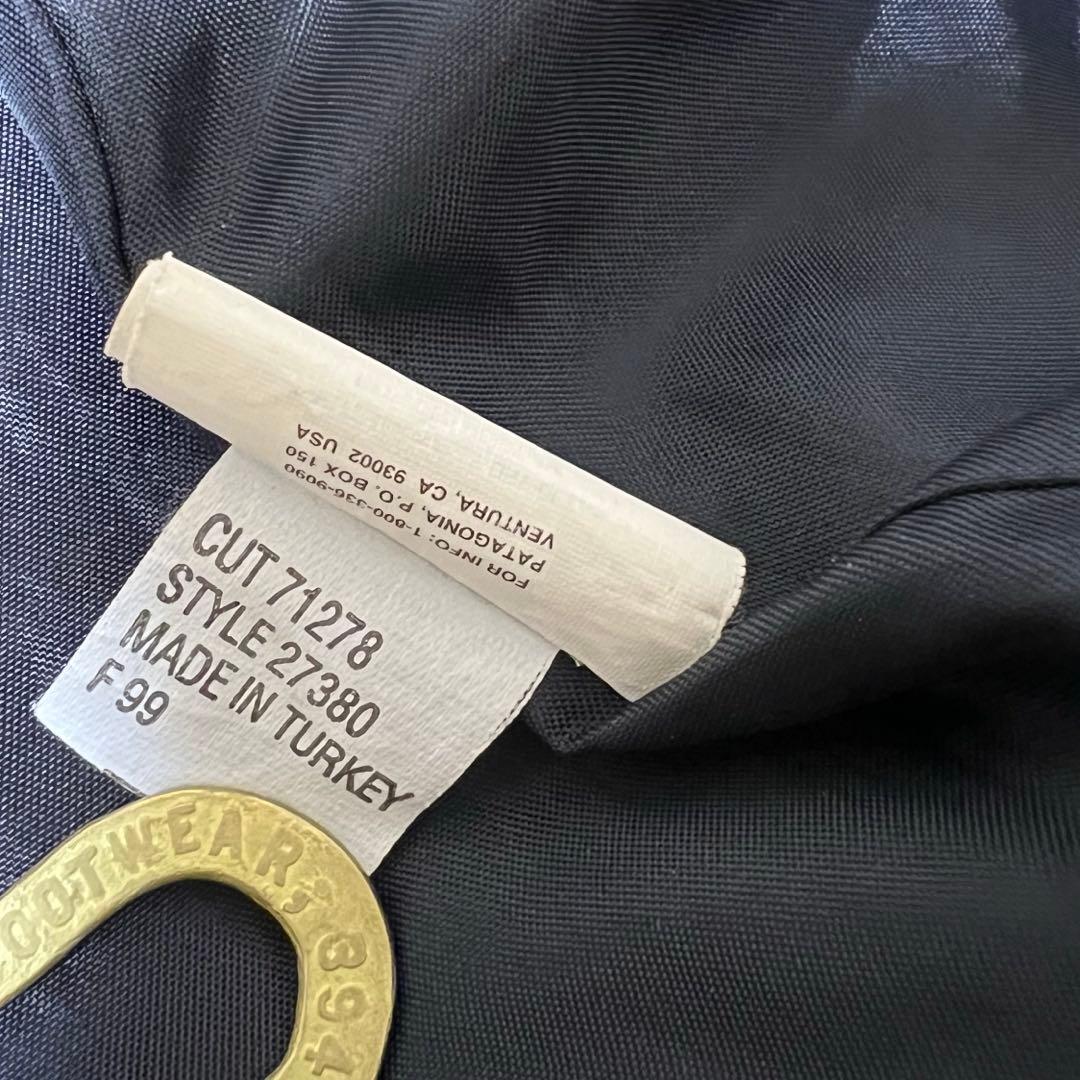 FOR INFO: 1-800-336-9090
PATAGONIA, P.O. BOX 150
VENTURA, CA 93002 USA
CUT 71278
STYLE 27380
MADE IN TURKEY
F 99
OOTWEAR; 894